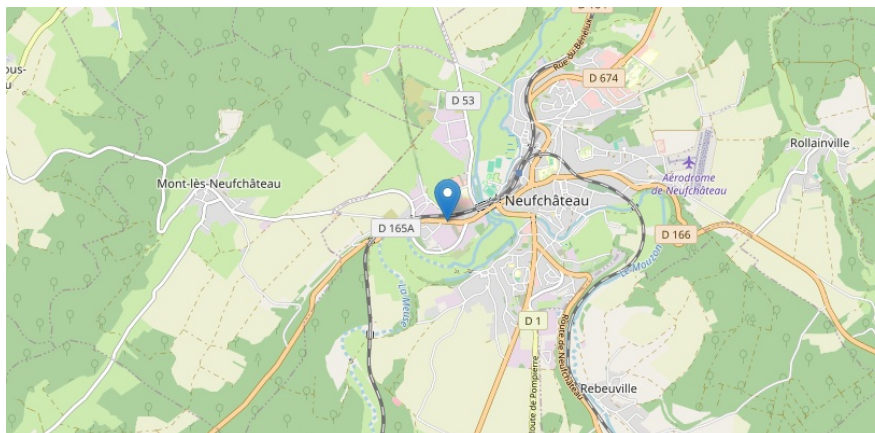 Rue du Bénélux
D 674
D 53
Rollainville
Aérodrome
de Neufchâteau
Mont-lès-Neufchâteau
Neufchâteau
D 165A
D 166
Le Mouzon
La Meuse
D 1
Route de Neufchâteau
Route de Pompierre
Rebeuville